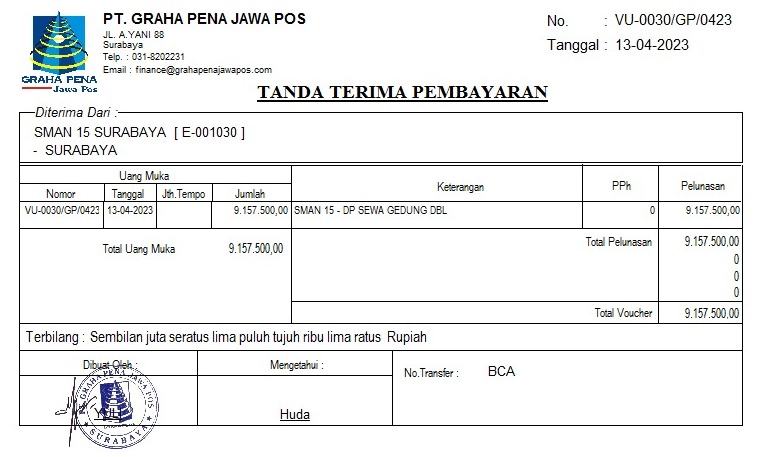 PT. GRAHA PENA JAWA POS
JL. A.YANI 88
Surabaya
Telp. : 031-8202231
Email : finance@grahapenajawapos.com
GRAHA PENA
Jawa Pos
No. : VU-0030/GP/0423
Tanggal : 13-04-2023
TANDA TERIMA PEMBAYARAN
Diterima Dari :
SMAN 15 SURABAYA [ E-001030 ]
- SURABAYA
Uang Muka Keterangan PPh Pelunasan
Nomor Tanggal Jth.Tempo Jumlah
VU-0030/GP/0423 13-04-2023 9.157.500,00 SMAN 15 - DP SEWA GEDUNG DBL 0 9.157.500,00
Total Uang Muka 9.157.500,00 Total Pelunasan 9.157.500,00
0
0
0
Total Voucher 9.157.500,00
Terbilang : Sembilan juta seratus lima puluh tujuh ribu lima ratus Rupiah
Dibuat Oleh : Mengetahui : No.Transfer : BCA
PT. GRAHA PENA JAWA POS
SURABAYA
Huda